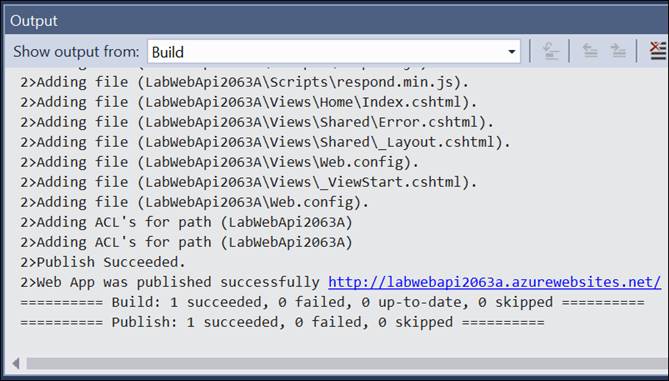 Output
Show output from: Build
2>Adding file (LabWebApi2063A\Scripts\respond.min.js).
2>Adding file (LabWebApi2063A\Views\Home\Index.cshtml).
2>Adding file (LabWebApi2063A\Views\Shared\Error.cshtml).
2>Adding file (LabWebApi2063A\Views\Shared\_Layout.cshtml).
2>Adding file (LabWebApi2063A\Views\Web.config).
2>Adding file (LabWebApi2063A\Views\_ViewStart.cshtml).
2>Adding file (LabWebApi2063A\Web.config).
2>Adding ACL's for path (LabWebApi2063A)
2>Adding ACL's for path (LabWebApi2063A)
2>Publish Succeeded.
2>Web App was published successfully http://labwebapi2063a.azurewebsites.net/
========== Build: 1 succeeded, 0 failed, 0 up-to-date, 0 skipped ==========
========== Publish: 1 succeeded, 0 failed, 0 skipped ==========